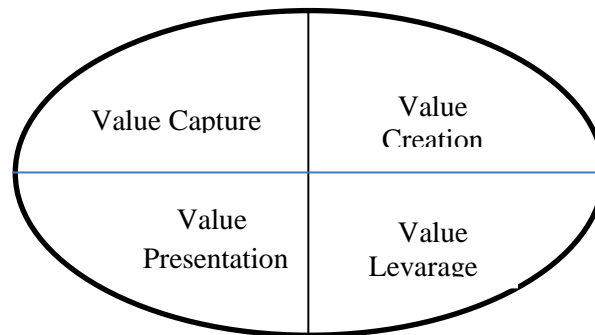 Value Capture
Value
Creation
Value
Presentation
Value
Levarage